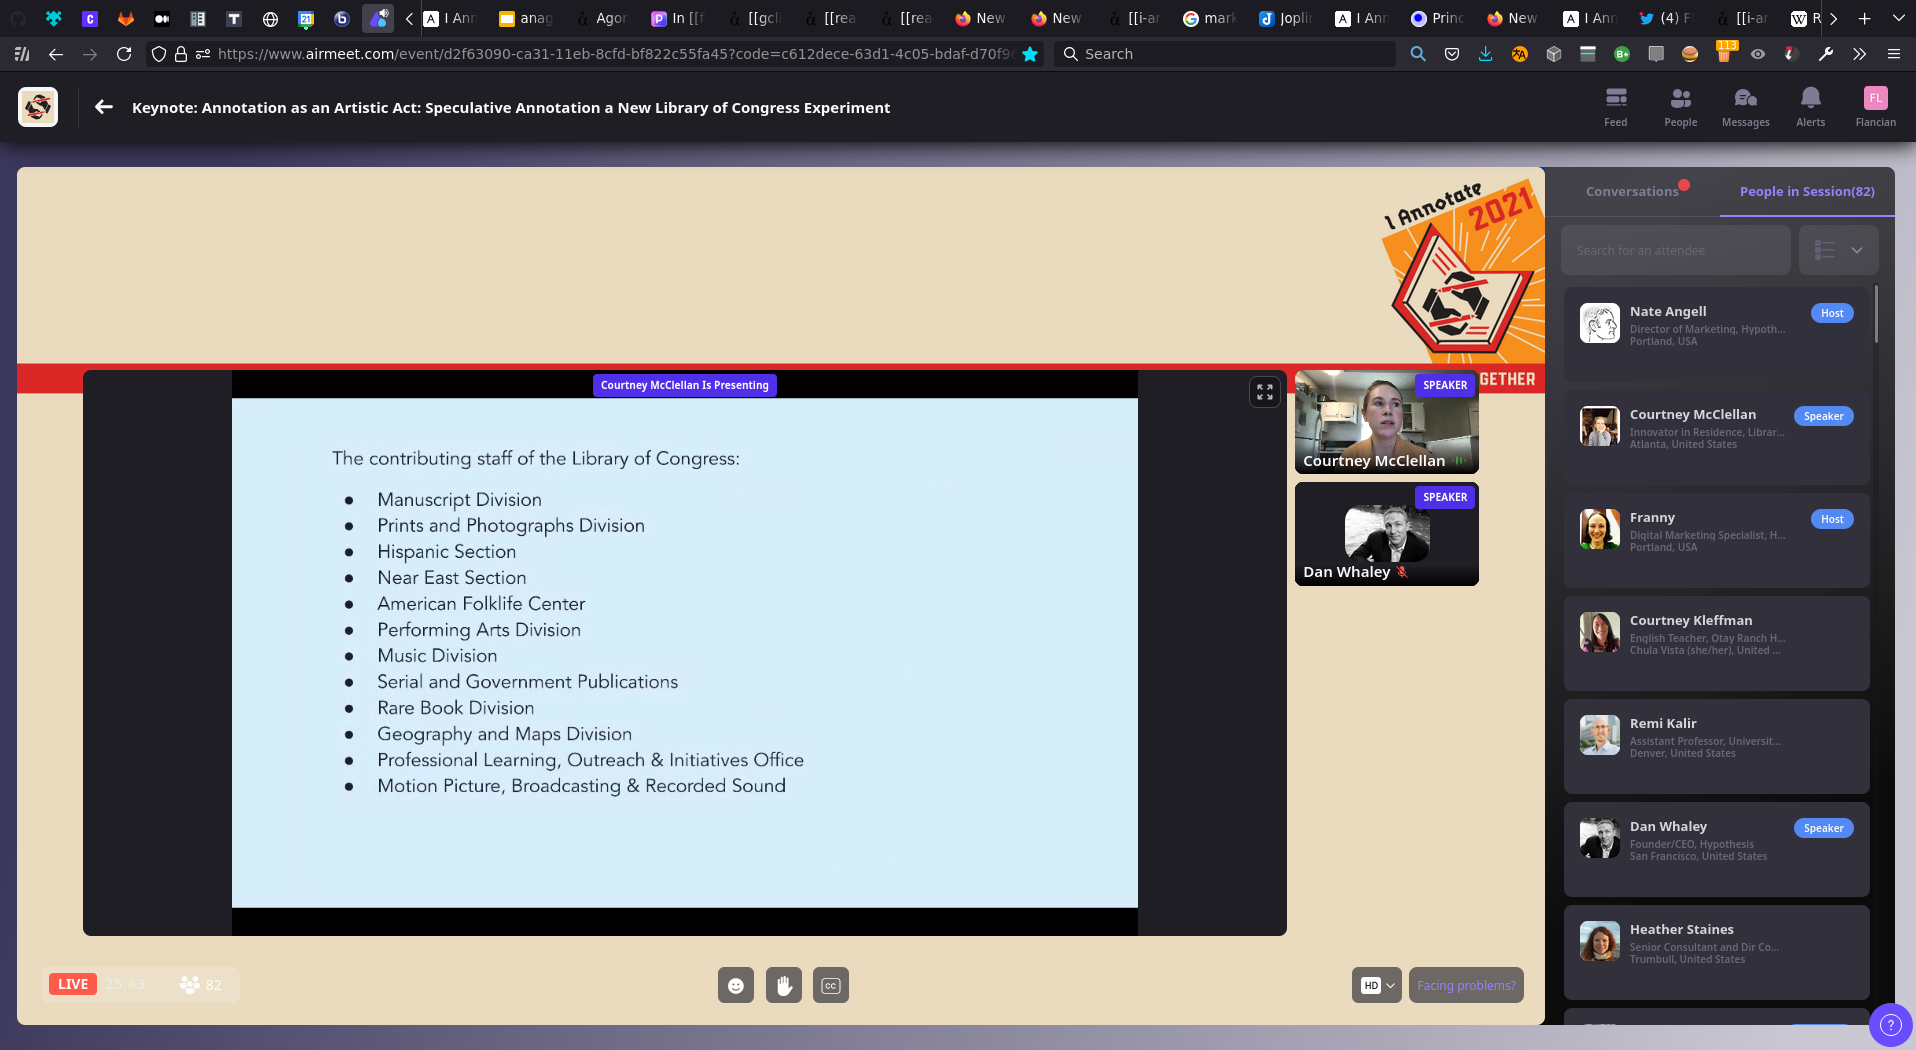 21
I Ann
anag
Agor
In [[f
[[gcli
[[rea
[[rea
New
New
[[i-ar
mark
Joplin
I Ann
Princ
New
I Ann
(4) F
[[i-ar
https://www.airmeet.com/event/d2f63090-ca31-11eb-8cfd-bf822c55fa45?code=c612dece-63d1-4c05-bdaf-d70f9
Search
113
Keynote: Annotation as an Artistic Act: Speculative Annotation a New Library of Congress Experiment
Feed
People
Messages
Alerts
FL
Flancian
I Annotate
2021
GETHER
Courtney McClellan Is Presenting
The contributing staff of the Library of Congress:
● Manuscript Division
● Prints and Photographs Division
● Hispanic Section
● Near East Section
● American Folklife Center
● Performing Arts Division
● Music Division
● Serial and Government Publications
● Rare Book Division
● Geography and Maps Division
● Professional Learning, Outreach & Initiatives Office
● Motion Picture, Broadcasting & Recorded Sound
SPEAKER
Courtney McClellan
SPEAKER
Dan Whaley
LIVE
25:43
82
CC
HD
Facing problems?
Conversations
People in Session(82)
Search for an attendee
Nate Angell
Host
Director of Marketing, Hypoth...
Portland, USA
Courtney McClellan
Speaker
Innovator in Residence, Librar...
Atlanta, United States
Franny
Host
Digital Marketing Specialist, H...
Portland, USA
Courtney Kleffman
English Teacher, Otay Ranch H...
Chula Vista (she/her), United ...
Remi Kalir
Assistant Professor, Universit...
Denver, United States
Dan Whaley
Speaker
Founder/CEO, Hypothesis
San Francisco, United States
Heather Staines
Senior Consultant and Dir Co...
Trumbull, United States